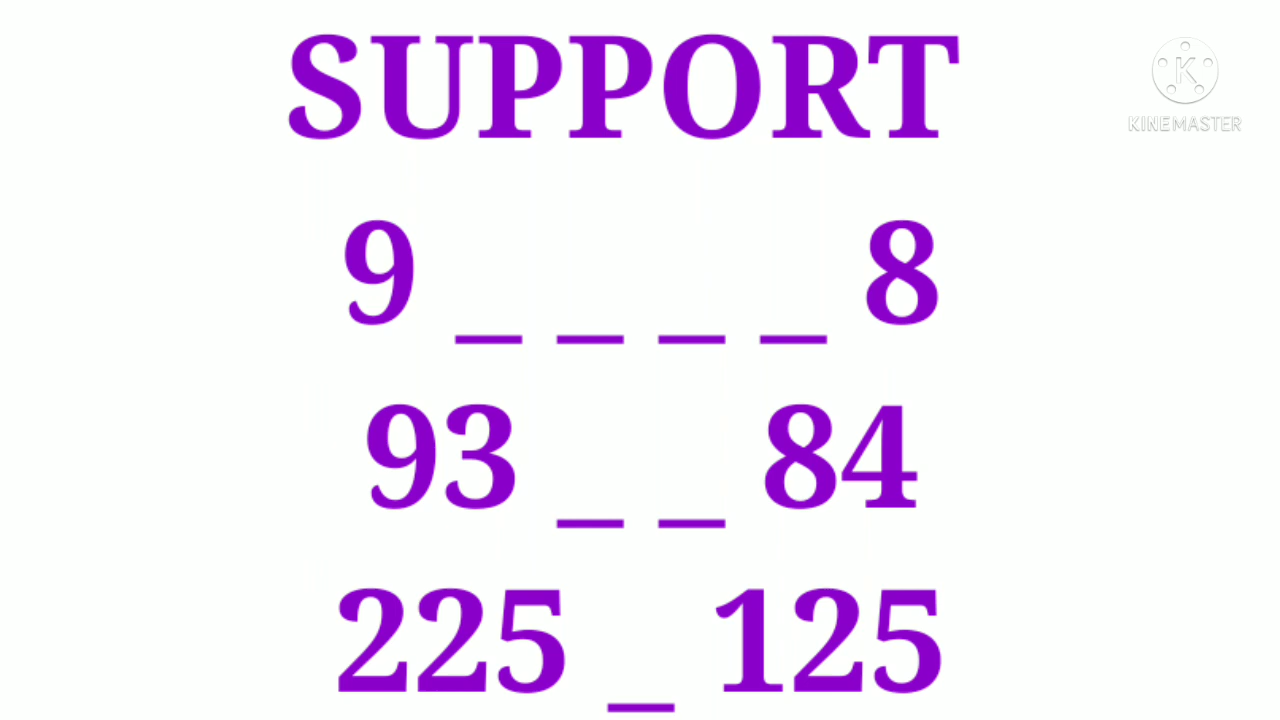 SUPPORT
KINEMASTER
9 _ _ _ _ 8
93 _ _ 84
225 _ 125